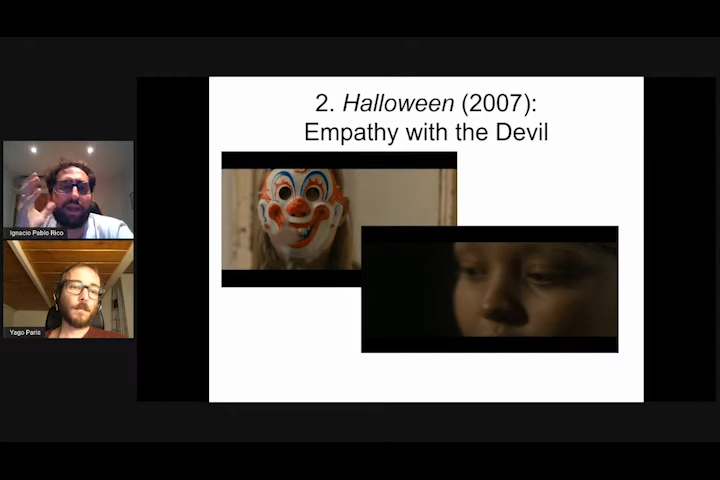 2. Halloween (2007):
Empathy with the Devil
Ignacio Pablo Rico
Yago Paris